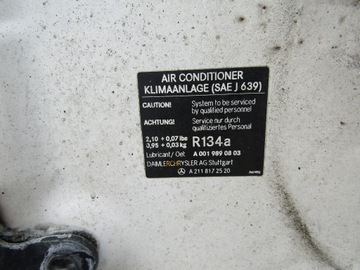 AIR CONDITIONER
KLIMAANLAGE (SAE J 639)
CAUTION! System to be serviced
by qualified personnel
ACHTUNG! Service nur durch
qualifiziertes Personal
2,10 + 0,07 lbs
0,95 + 0,03 kg R134a
Lubricant / Oel: A 001 989 08 03
DAIMLERCHRYSLER AG Stuttgart
A 211 817 25 20